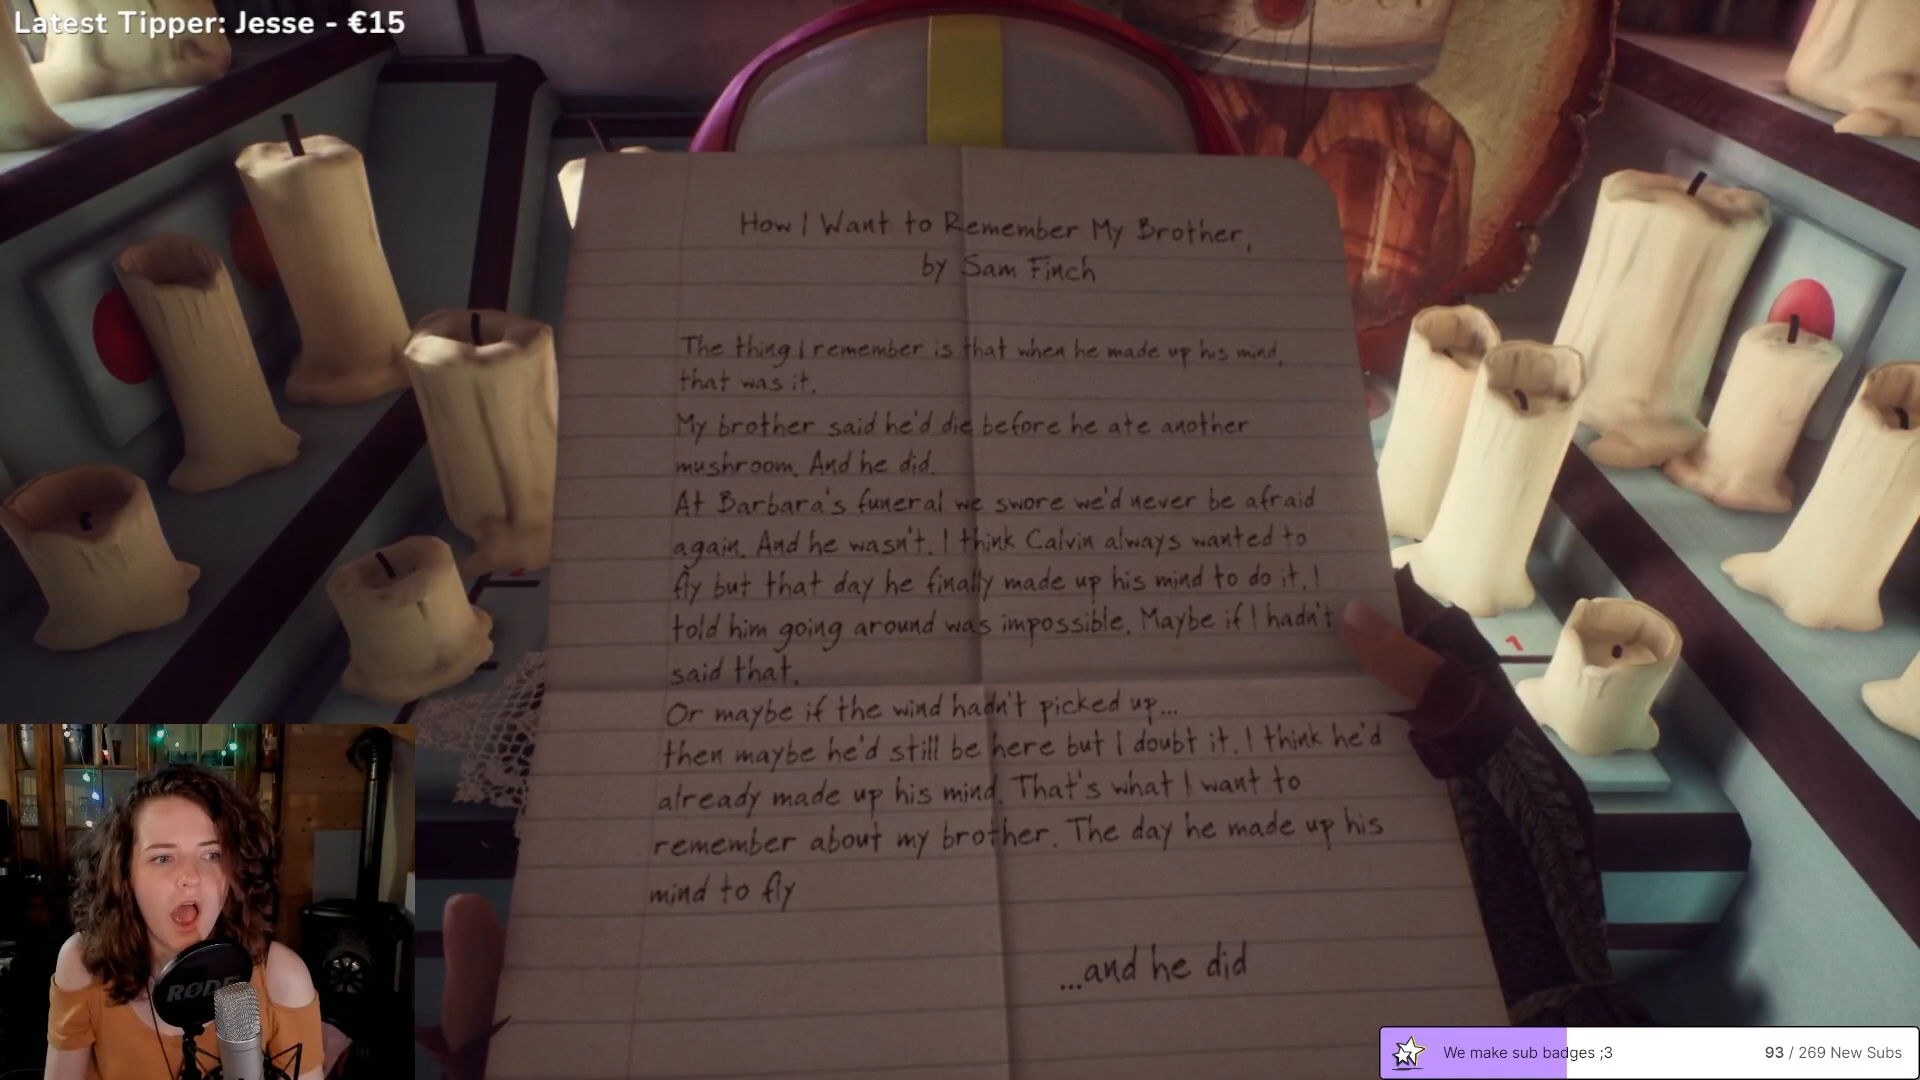 Latest Tipper: Jesse - €15
How I Want to Remember My Brother,
by Sam Finch
The thing I remember is that when he made up his mind,
that was it.
My brother said he'd die before he ate another
mushroom. And he did.
At Barbara's funeral we swore we'd never be afraid
again. And he wasn't. I think Calvin always wanted to
fly but that day he finally made up his mind to do it. I
told him going around was impossible. Maybe if I hadn't
said that.
Or maybe if the wind hadn't picked up...
then maybe he'd still be here but I doubt it. I think he'd
already made up his mind. That's what I want to
remember about my brother. The day he made up his
mind to fly
...and he did
RØDE
We make sub badges ;3
93 / 269 New Subs